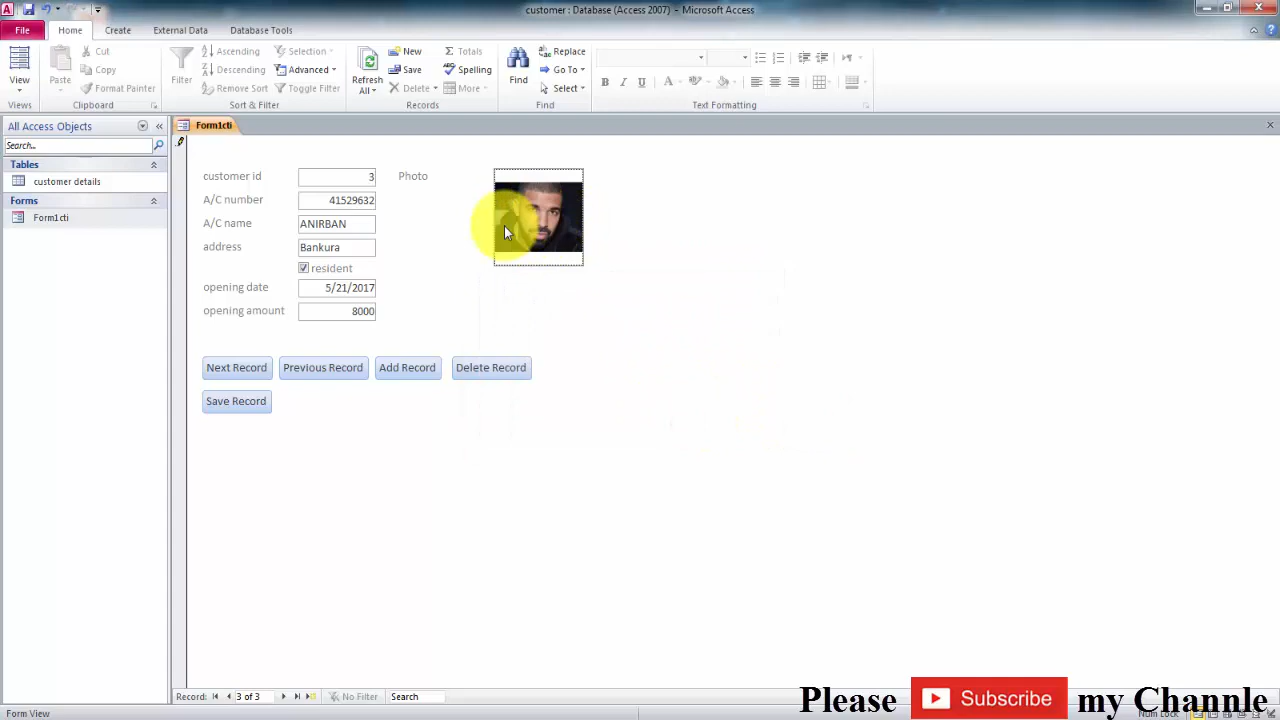 customer : Database (Access 2007) - Microsoft Access
File Home Create External Data Database Tools
View
Views
Paste
Cut
Copy
Format Painter
Clipboard
Filter
Ascending
Descending
Remove Sort
Selection
Advanced
Toggle Filter
Sort & Filter
Refresh All
New
Save
Delete
Totals
Spelling
More
Records
Find
Replace
Go To
Select
Find
B I U
A
Text Formatting
All Access Objects
Search...
Tables
customer details
Forms
Form1cti
Form1cti
customer id 3 Photo
A/C number 41529632
A/C name ANIRBAN
address Bankura
resident
opening date 5/21/2017
opening amount 8000
Next Record Previous Record Add Record Delete Record
Save Record
Record: 3 of 3 No Filter Search
Please Subscribe my Channle
Form View Num Lock